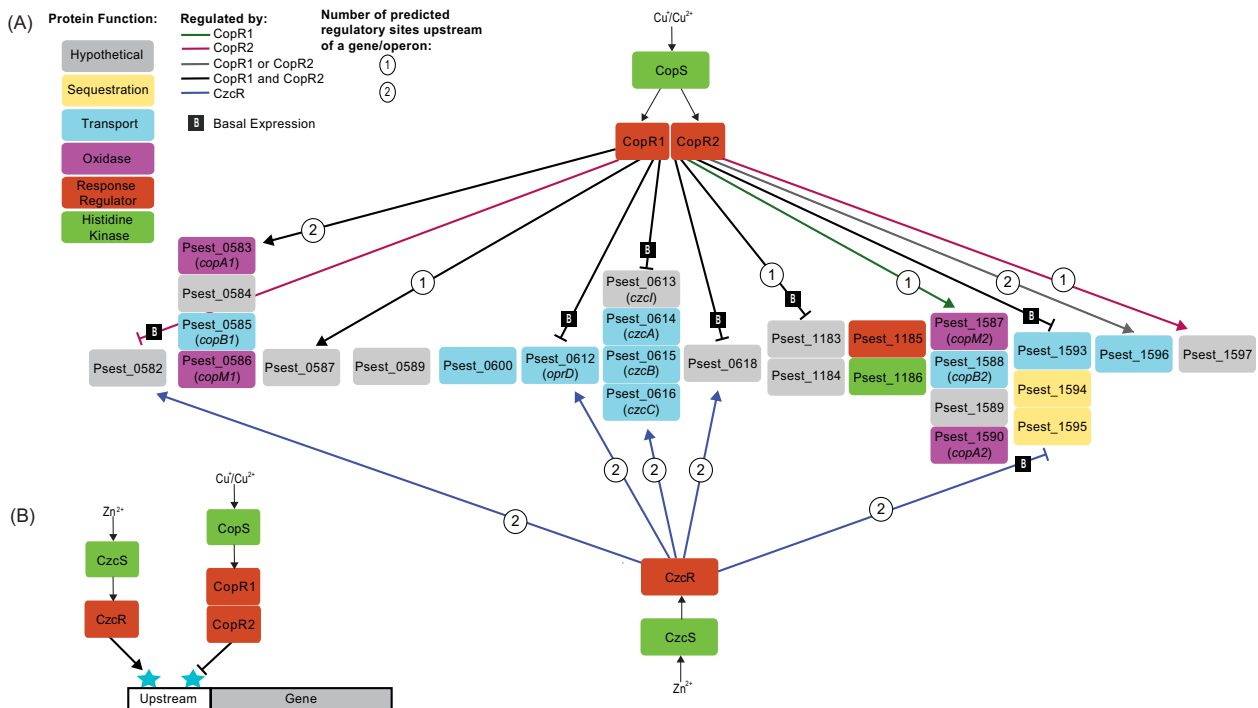 (A)
Protein Function:
Hypothetical
Sequestration
Transport
Oxidase
Response
Regulator
Histidine
Kinase
Regulated by:
CopR1
CopR2
CopR1 or CopR2
CopR1 and CopR2
CzcR
B Basal Expression
Number of predicted
regulatory sites upstream
of a gene/operon:
1
2
Cu⁺/Cu²⁺
CopS
CopR1 CopR2
2
1
B
B
B
B
1
B
1
B
2
1
Psest_0582
Psest_0583
(copA1)
Psest_0584
Psest_0585
(copB1)
Psest_0586
(copM1)
Psest_0587
Psest_0589
Psest_0600
Psest_0612
(oprD)
Psest_0613
(czcI)
Psest_0614
(czcA)
Psest_0615
(czcB)
Psest_0616
(czcC)
Psest_0618
Psest_1183
Psest_1184
Psest_1185
Psest_1186
Psest_1587
(copM2)
Psest_1588
(copB2)
Psest_1589
Psest_1590
(copA2)
Psest_1593
Psest_1594
Psest_1595
Psest_1596
Psest_1597
2
2
2
2
2
B
CzcR
CzcS
Zn²⁺
(B)
Zn²⁺
CzcS
CzcR
Cu⁺/Cu²⁺
CopS
CopR1
CopR2
Upstream
Gene